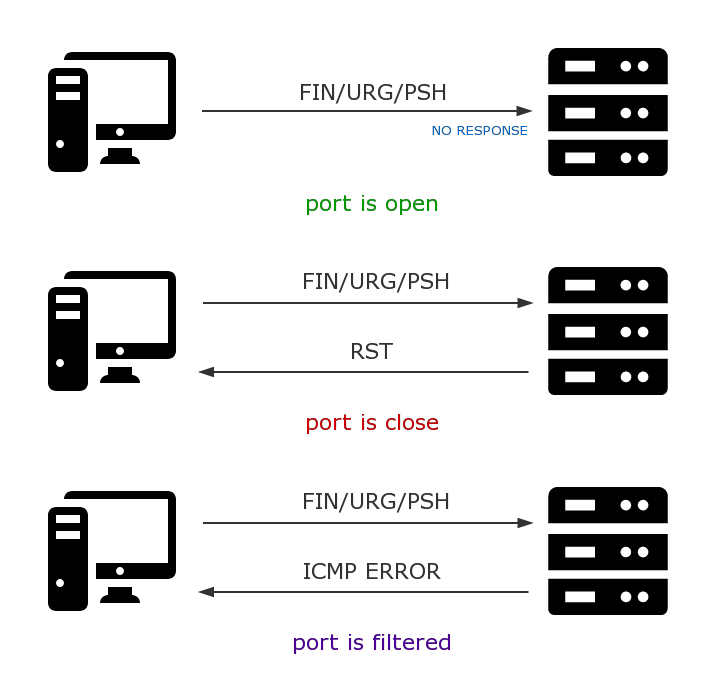 FIN/URG/PSH
NO RESPONSE
port is open
FIN/URG/PSH
RST
port is close
FIN/URG/PSH
ICMP ERROR
port is filtered